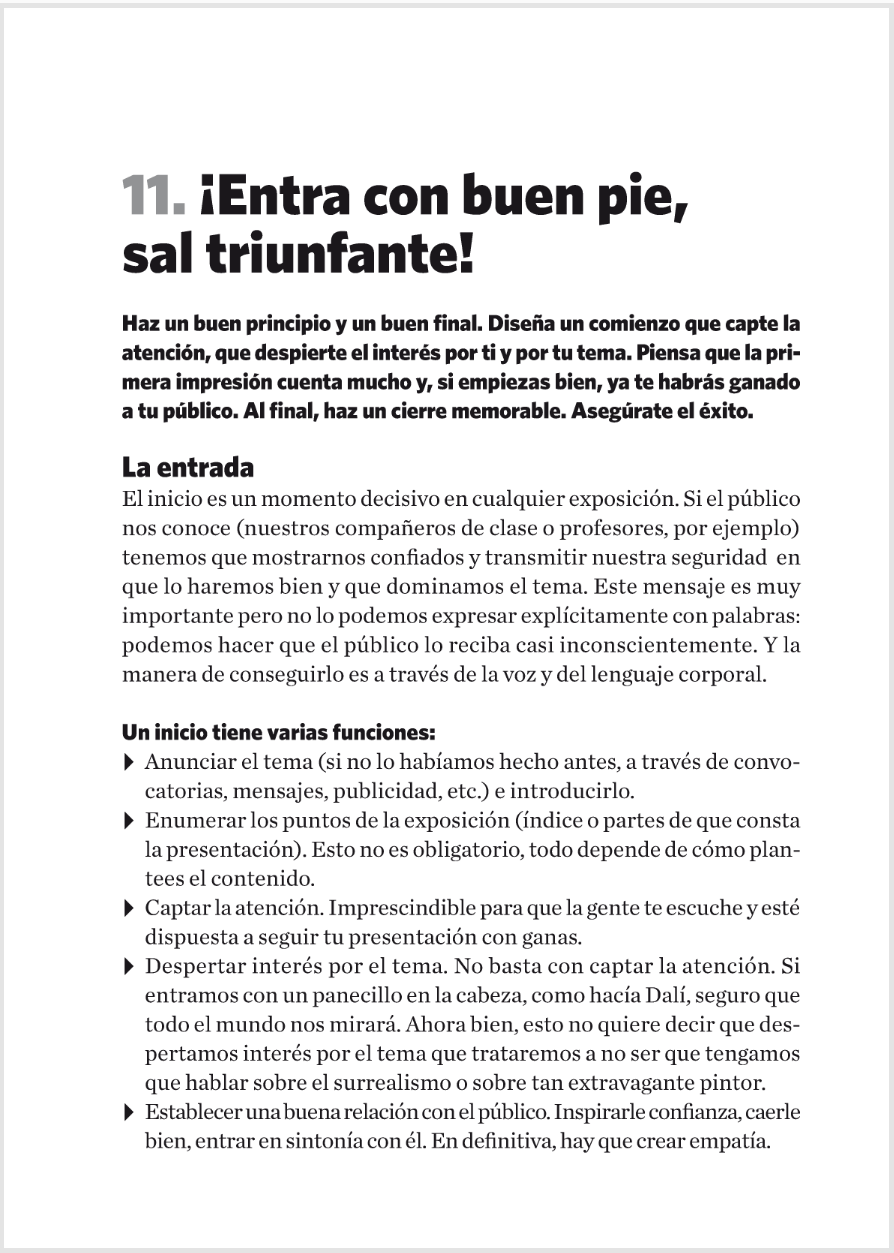 11. ¡Entra con buen pie,
sal triunfante!
Haz un buen principio y un buen final. Diseña un comienzo que capte la
atención, que despierte el interés por ti y por tu tema. Piensa que la pri-
mera impresión cuenta mucho y, si empiezas bien, ya te habrás ganado
a tu público. Al final, haz un cierre memorable. Asegúrate el éxito.
La entrada
El inicio es un momento decisivo en cualquier exposición. Si el público
nos conoce (nuestros compañeros de clase o profesores, por ejemplo)
tenemos que mostrarnos confiados y transmitir nuestra seguridad en
que lo haremos bien y que dominamos el tema. Este mensaje es muy
importante pero no lo podemos expresar explícitamente con palabras:
podemos hacer que el público lo reciba casi inconscientemente. Y la
manera de conseguirlo es a través de la voz y del lenguaje corporal.
Un inicio tiene varias funciones:
Anunciar el tema (si no lo habíamos hecho antes, a través de convo-
catorias, mensajes, publicidad, etc.) e introducirlo.
Enumerar los puntos de la exposición (índice o partes de que consta
la presentación). Esto no es obligatorio, todo depende de cómo plan-
tees el contenido.
Captar la atención. Imprescindible para que la gente te escuche y esté
dispuesta a seguir tu presentación con ganas.
Despertar interés por el tema. No basta con captar la atención. Si
entramos con un panecillo en la cabeza, como hacía Dalí, seguro que
todo el mundo nos mirará. Ahora bien, esto no quiere decir que des-
pertamos interés por el tema que trataremos a no ser que tengamos
que hablar sobre el surrealismo o sobre tan extravagante pintor.
Establecer una buena relación con el público. Inspirarle confianza, caerle
bien, entrar en sintonía con él. En definitiva, hay que crear empatía.